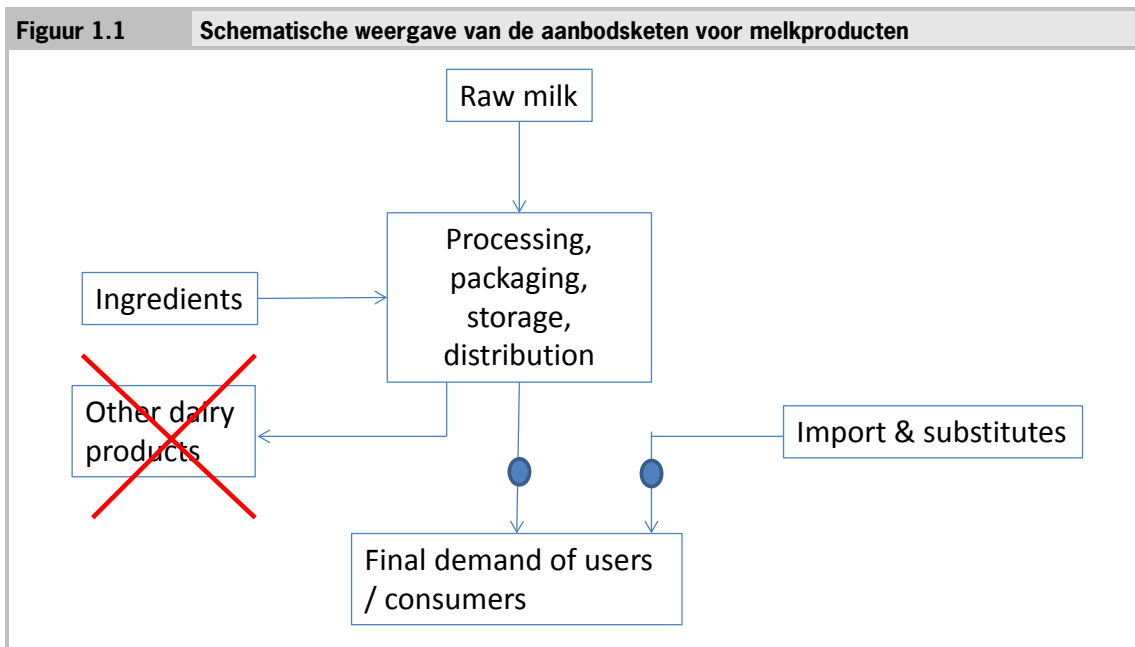 Figuur 1.1 Schematische weergave van de aanbodsketen voor melkproducten
Raw milk
Processing,
packaging,
storage,
distribution
Ingredients
Other dairy
products
Import & substitutes
Final demand of users
/ consumers